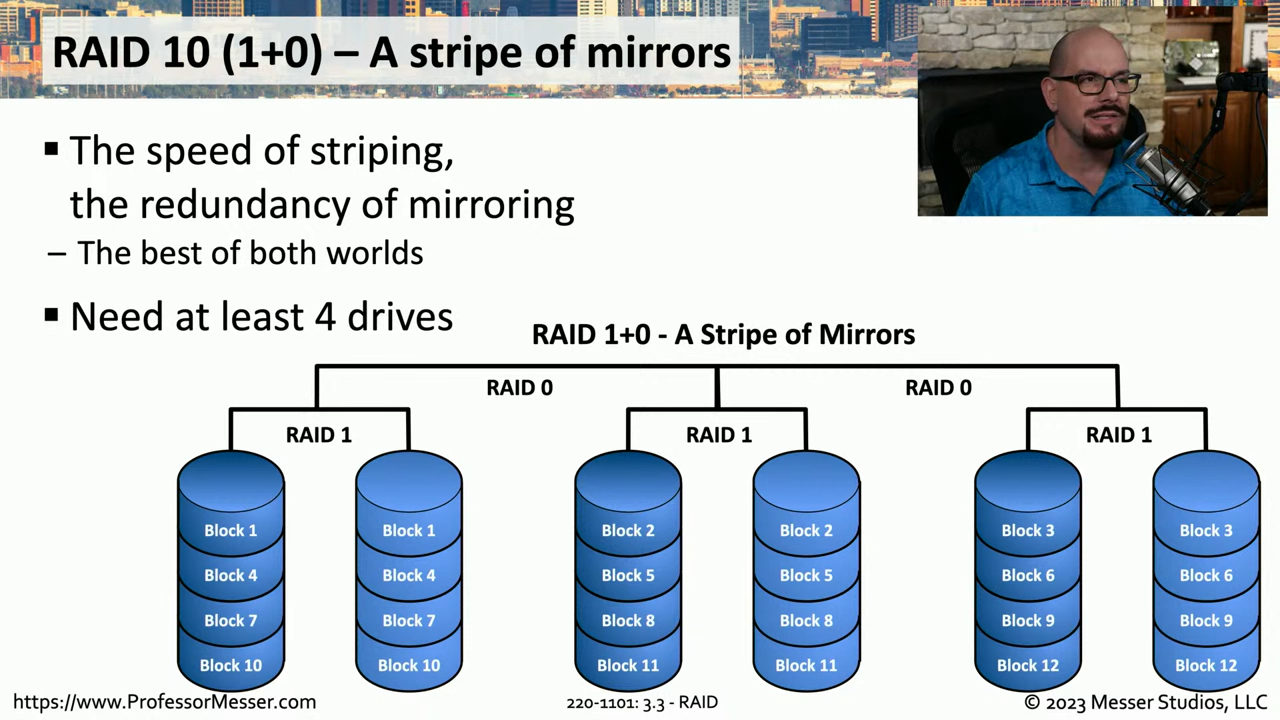 RAID 10 (1+0) – A stripe of mirrors
▪ The speed of striping,
the redundancy of mirroring
– The best of both worlds
▪ Need at least 4 drives
RAID 1+0 - A Stripe of Mirrors
RAID 0 RAID 0
RAID 1 RAID 1 RAID 1
Block 1 Block 1 Block 2 Block 2 Block 3 Block 3
Block 4 Block 4 Block 5 Block 5 Block 6 Block 6
Block 7 Block 7 Block 8 Block 8 Block 9 Block 9
Block 10 Block 10 Block 11 Block 11 Block 12 Block 12
https://www.ProfessorMesser.com 220-1101: 3.3 - RAID © 2023 Messer Studios, LLC